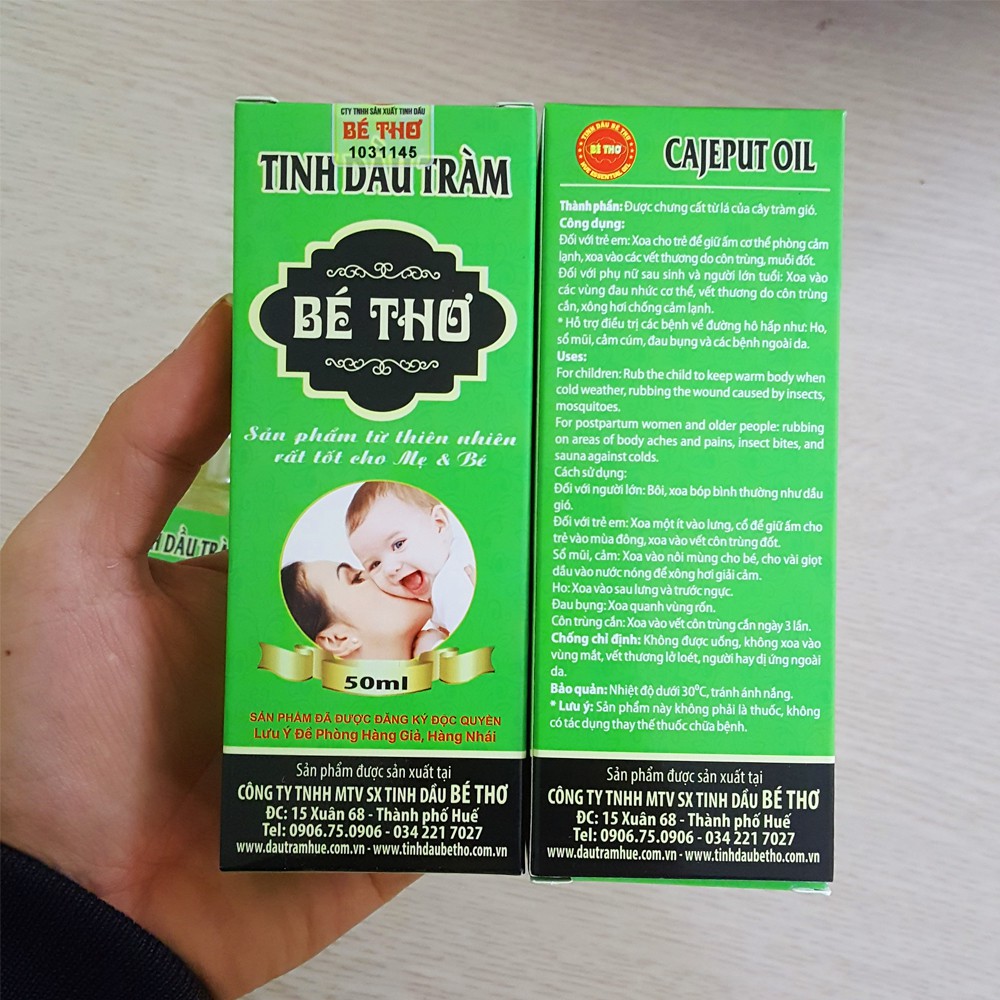 CTY TNHH SẢN XUẤT TINH DẦU
BÉ THƠ
1031145
TINH DẦU TRÀM
BÉ THƠ
Sản phẩm từ thiên nhiên
rất tốt cho Mẹ & Bé
50ml
SẢN PHẨM ĐÃ ĐƯỢC ĐĂNG KÝ ĐỘC QUYỀN
Lưu Ý Đề Phòng Hàng Giả, Hàng Nhái
Sản phẩm được sản xuất tại
CÔNG TY TNHH MTV SX TINH DẦU BÉ THƠ
ĐC: 15 Xuân 68 - Thành phố Huế
Tel: 0906.75.0906 - 034 221 7027
www.dautramhue.com.vn - www.tinhdaubetho.com.vn
H DẦU TRÀ
TINH DẦU BÉ THƠ
BÉ THƠ
HUE ESSENTIAL OIL
CAJEPUT OIL
Thành phần: Được chưng cất từ lá của cây tràm gió.
Công dụng:
Đối với trẻ em: Xoa cho trẻ để giữ ấm cơ thể phòng cảm
lạnh, xoa vào các vết thương do côn trùng, muỗi đốt.
Đối với phụ nữ sau sinh và người lớn tuổi: Xoa vào
các vùng đau nhức cơ thể, vết thương do côn trùng
cắn, xông hơi chống cảm lạnh.
* Hỗ trợ điều trị các bệnh về đường hô hấp như: Ho,
sổ mũi, cảm cúm, đau bụng và các bệnh ngoài da.
Uses:
For children: Rub the child to keep warm body when
cold weather, rubbing the wound caused by insects,
mosquitoes.
For postpartum women and older people: rubbing
on areas of body aches and pains, insect bites, and
sauna against colds.
Cách sử dụng:
Đối với người lớn: Bôi, xoa bóp bình thường như dầu
gió.
Đối với trẻ em: Xoa một ít vào lưng, cổ để giữ ấm cho
trẻ vào mùa đông, xoa vào vết côn trùng đốt.
Sổ mũi, cảm: Xoa vào nôi mùng cho bé, cho vài giọt
dầu vào nước nóng để xông hơi giải cảm.
Ho: Xoa vào sau lưng và trước ngực.
Đau bụng: Xoa quanh vùng rốn.
Côn trùng cắn: Xoa vào vết côn trùng cắn ngày 3 lần.
Chống chỉ định: Không được uống, không xoa vào
vùng mắt, vết thương lở loét, người hay dị ứng ngoài
da.
Bảo quản: Nhiệt độ dưới 30°C, tránh ánh nắng.
* Lưu ý: Sản phẩm này không phải là thuốc, không
có tác dụng thay thế thuốc chữa bệnh.
Sản phẩm được sản xuất tại
CÔNG TY TNHH MTV SX TINH DẦU BÉ THƠ
ĐC: 15 Xuân 68 - Thành phố Huế
Tel: 0906.75.0906 - 034 221 7027
www.dautramhue.com.vn - www.tinhdaubetho.com.vn